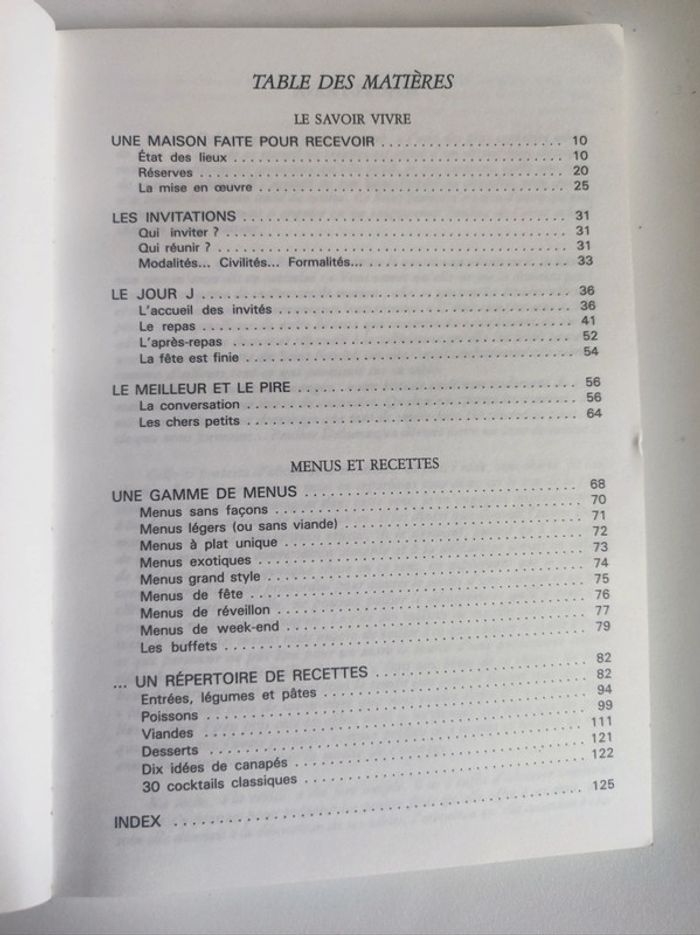 TABLE DES MATIÈRES
LE SAVOIR VIVRE
UNE MAISON FAITE POUR RECEVOIR . . . . . . . . . . . . . . . . . . . . . . 10
État des lieux . . . . . . . . . . . . . . . . . . . . . . 10
Réserves . . . . . . . . . . . . . . . . . . . . . . 20
La mise en œuvre . . . . . . . . . . . . . . . . . . . . . . 25
LES INVITATIONS . . . . . . . . . . . . . . . . . . . . . . 31
Qui inviter ? . . . . . . . . . . . . . . . . . . . . . . 31
Qui réunir ? . . . . . . . . . . . . . . . . . . . . . . 31
Modalités... Civilités... Formalités... . . . . . . . . . . . . . . . . . . . . . . 33
LE JOUR J . . . . . . . . . . . . . . . . . . . . . . 36
L'accueil des invités . . . . . . . . . . . . . . . . . . . . . . 36
Le repas . . . . . . . . . . . . . . . . . . . . . . 41
L'après-repas . . . . . . . . . . . . . . . . . . . . . . 52
La fête est finie . . . . . . . . . . . . . . . . . . . . . . 54
LE MEILLEUR ET LE PIRE . . . . . . . . . . . . . . . . . . . . . . 56
La conversation . . . . . . . . . . . . . . . . . . . . . . 56
Les chers petits . . . . . . . . . . . . . . . . . . . . . . 64
MENUS ET RECETTES
UNE GAMME DE MENUS . . . . . . . . . . . . . . . . . . . . . . 68
Menus sans façons . . . . . . . . . . . . . . . . . . . . . . 70
Menus légers (ou sans viande) . . . . . . . . . . . . . . . . . . . . . . 71
Menus à plat unique . . . . . . . . . . . . . . . . . . . . . . 72
Menus exotiques . . . . . . . . . . . . . . . . . . . . . . 73
Menus grand style . . . . . . . . . . . . . . . . . . . . . . 74
Menus de fête . . . . . . . . . . . . . . . . . . . . . . 75
Menus de réveillon . . . . . . . . . . . . . . . . . . . . . . 76
Menus de week-end . . . . . . . . . . . . . . . . . . . . . . 77
Les buffets . . . . . . . . . . . . . . . . . . . . . . 79
... UN RÉPERTOIRE DE RECETTES . . . . . . . . . . . . . . . . . . . . . . 82
Entrées, légumes et pâtes . . . . . . . . . . . . . . . . . . . . . . 82
Poissons . . . . . . . . . . . . . . . . . . . . . . 94
Viandes . . . . . . . . . . . . . . . . . . . . . . 99
Desserts . . . . . . . . . . . . . . . . . . . . . . 111
Dix idées de canapés . . . . . . . . . . . . . . . . . . . . . . 121
30 cocktails classiques . . . . . . . . . . . . . . . . . . . . . . 122
INDEX . . . . . . . . . . . . . . . . . . . . . . 125